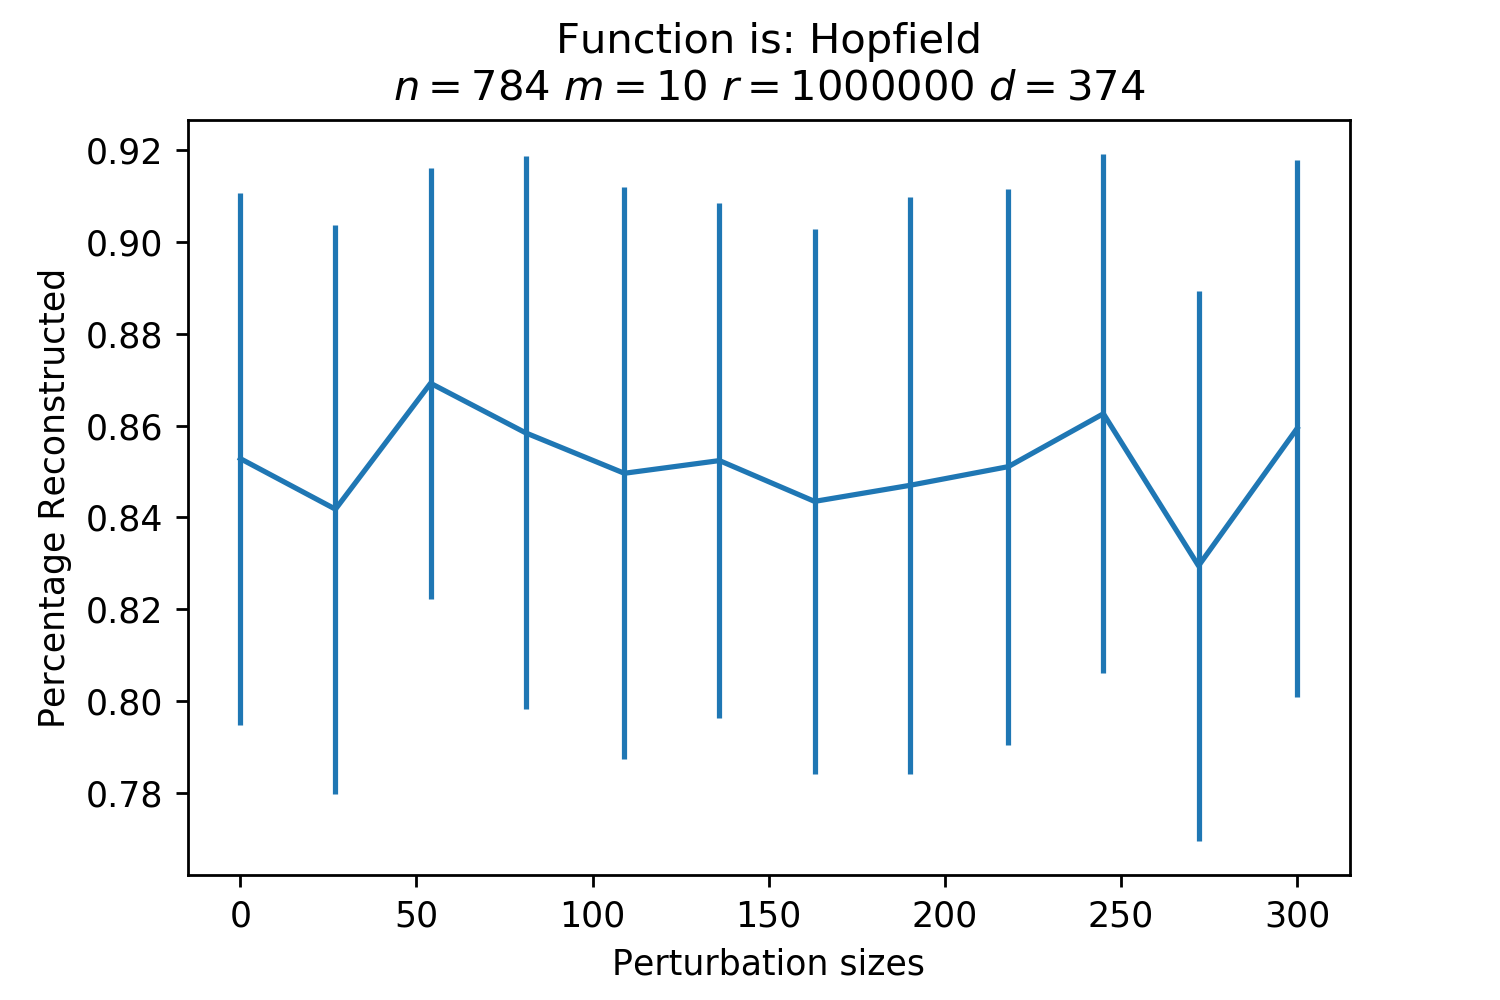 Function is: Hopfield
n = 784 m = 10 r = 1000000 d = 374
0.92
0.90
0.88
0.86
0.84
0.82
0.80
0.78
Percentage Reconstructed
0 50 100 150 200 250 300
Perturbation sizes